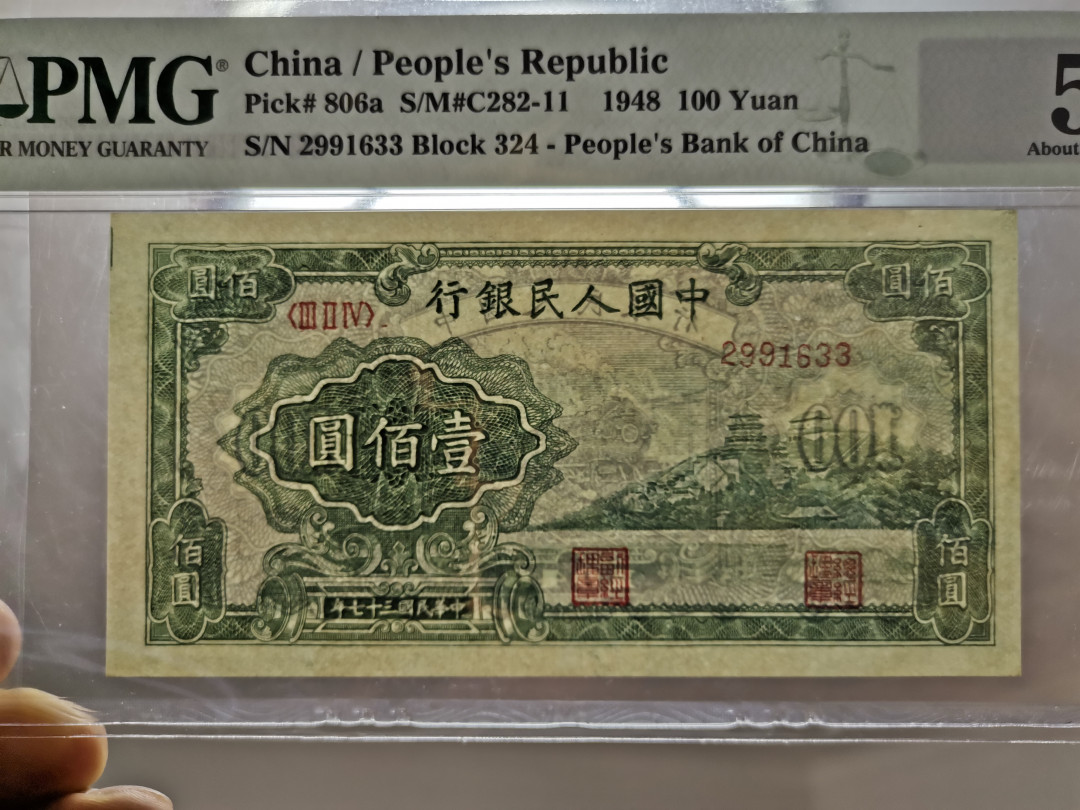 PMG®
R MONEY GUARANTY
China / People's Republic
Pick# 806a S/M#C282-11 1948 100 Yuan
S/N 2991633 Block 324 - People's Bank of China
5
About
佰圓
佰圓
中國人民銀行
〈III II IV〉
2991633
壹佰圓
佰圓
佰圓
中華民國三十七年